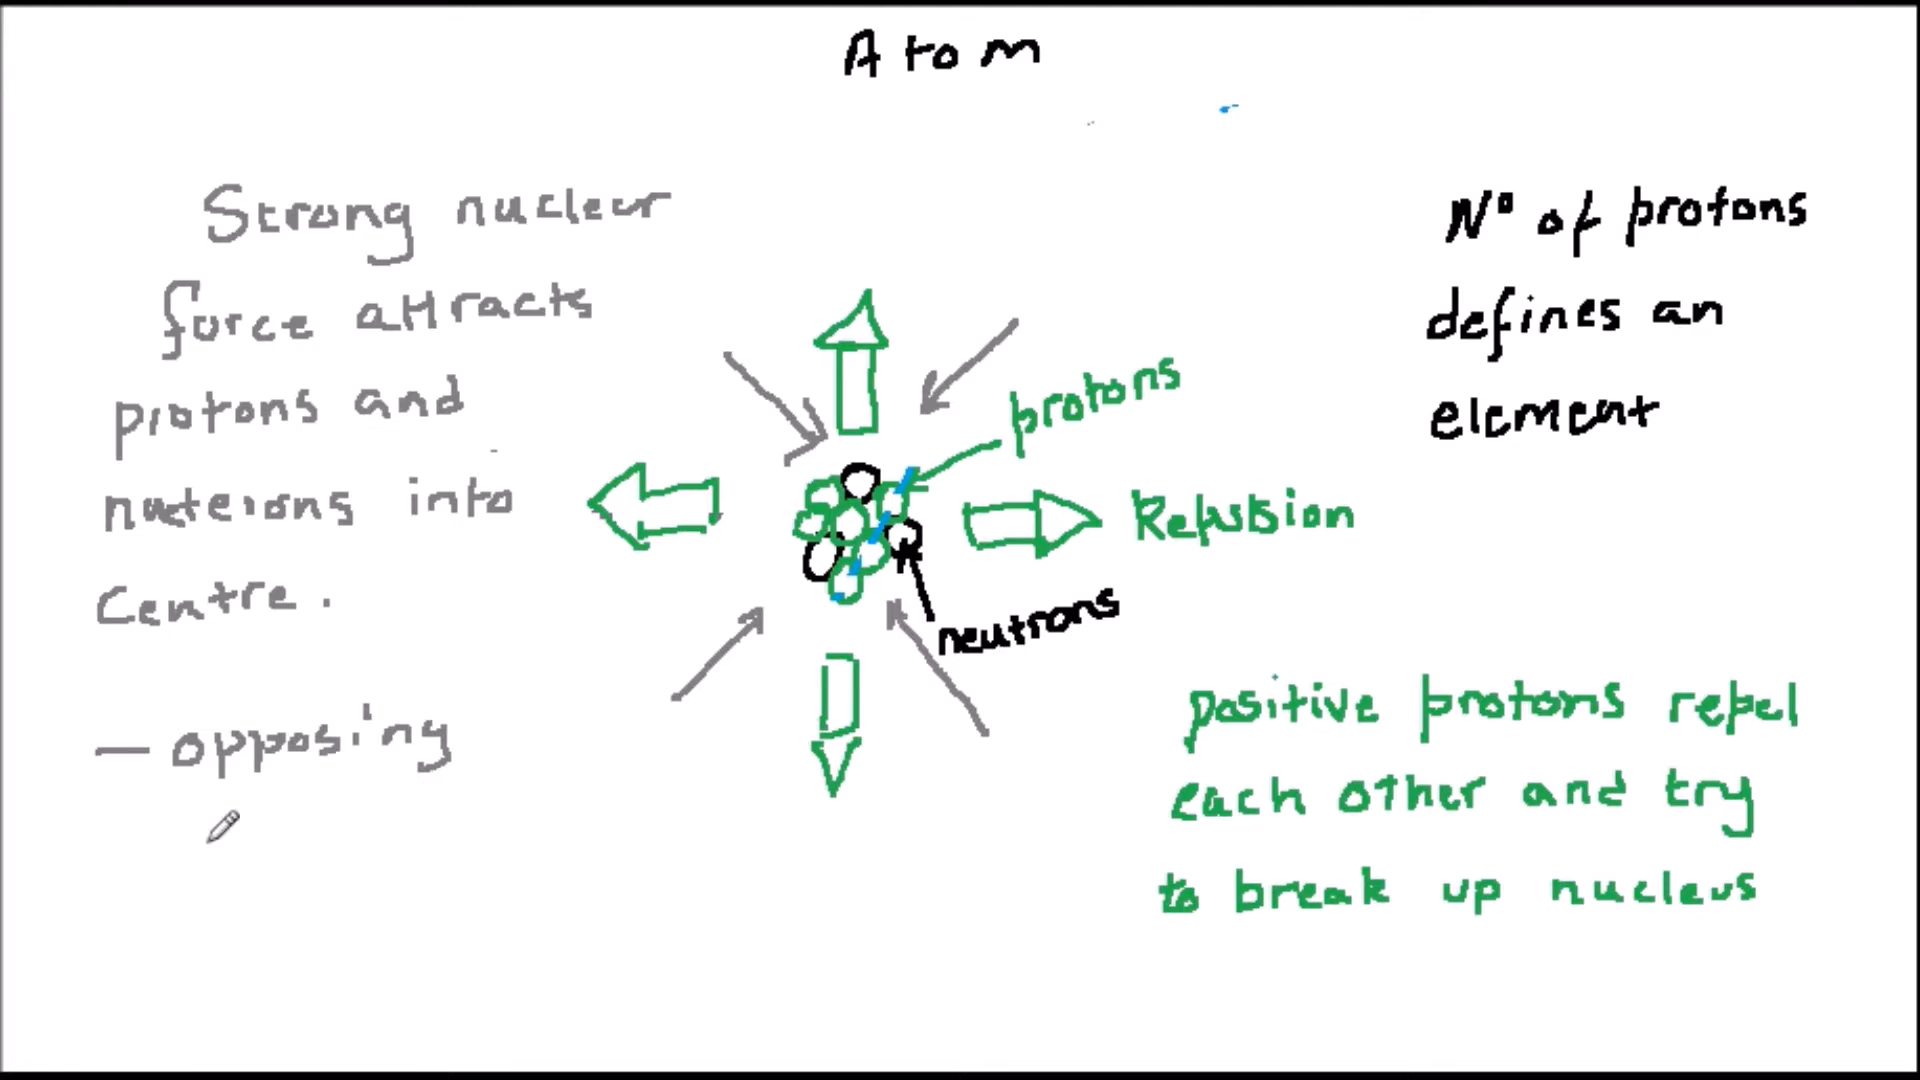 Atom
Strong nuclear
force attracts
protons and
into
Centre.
— opposing
protons
Repulsion
neutrons
Nº of protons
defines an
element
positive protons repel
each other and try
to break up nucleus